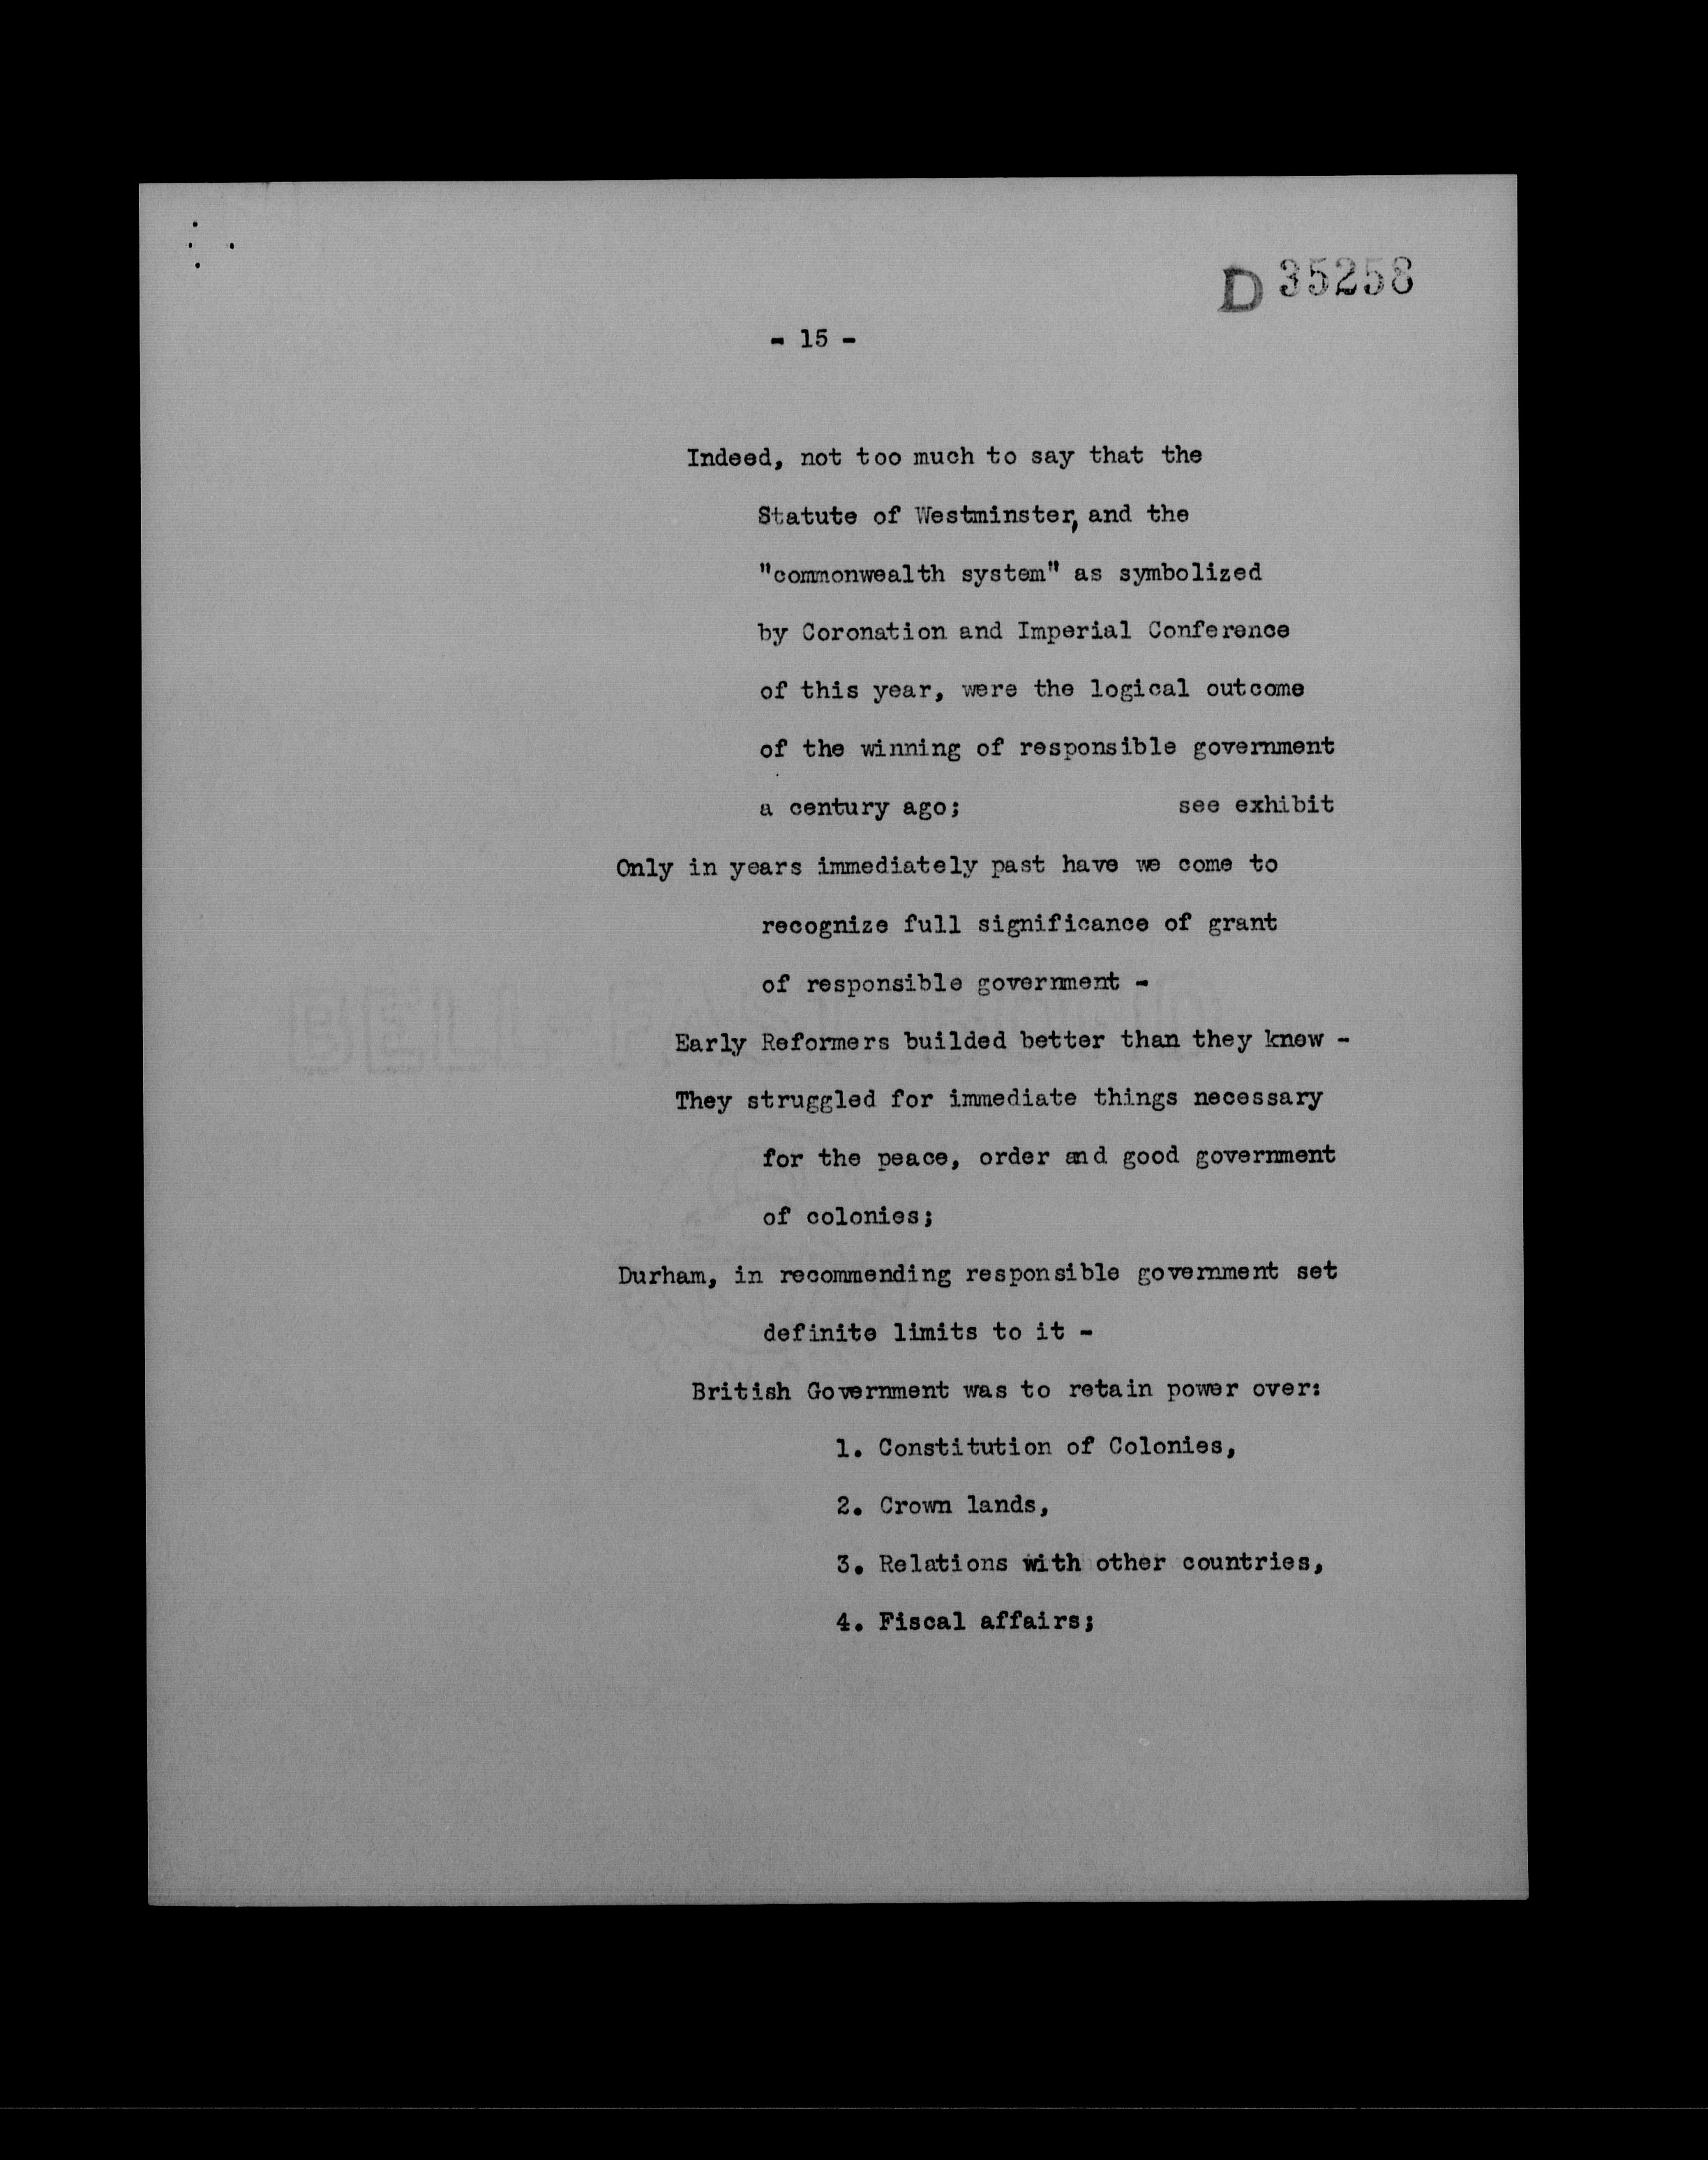 D 35258
- 15 -
Indeed, not too much to say that the
Statute of Westminster, and the
"commonwealth system" as symbolized
by Coronation and Imperial Conference
of this year, were the logical outcome
of the winning of responsible government
a century ago; see exhibit
Only in years immediately past have we come to
recognize full significance of grant
of responsible government -
Early Reformers builded better than they knew -
They struggled for immediate things necessary
for the peace, order and good government
of colonies;
Durham, in recommending responsible government set
definite limits to it -
British Government was to retain power over:
1. Constitution of Colonies,
2. Crown lands,
3. Relations with other countries,
4. Fiscal affairs;